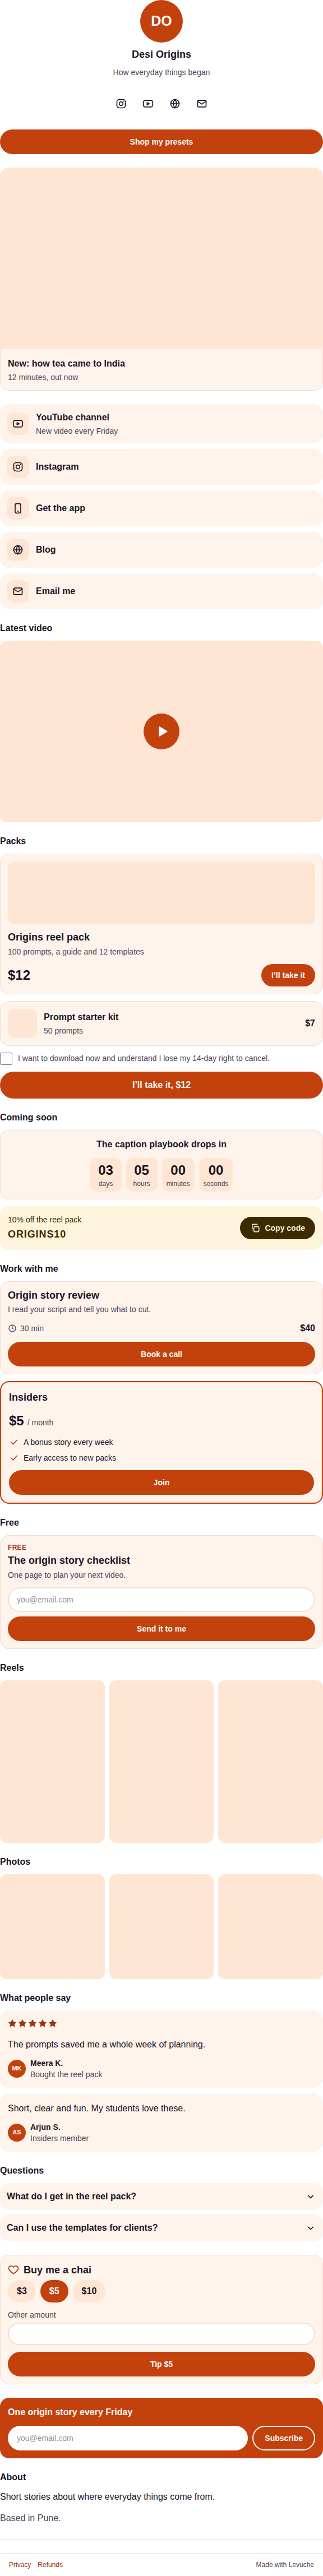 DO
Desi Origins
How everyday things began
Shop my presets
New: how tea came to India
12 minutes, out now
YouTube channel
New video every Friday
Instagram
Get the app
Blog
Email me
Latest video
Packs
Origins reel pack
100 prompts, a guide and 12 templates
$12
I'll take it
Prompt starter kit
50 prompts
$7
I want to download now and understand I lose my 14-day right to cancel.
I'll take it, $12
Coming soon
The caption playbook drops in
03 05 00 00
days hours minutes seconds
10% off the reel pack
ORIGINS10
Copy code
Work with me
Origin story review
I read your script and tell you what to cut.
30 min
$40
Book a call
Insiders
$5 / month
A bonus story every week
Early access to new packs
Join
Free
FREE
The origin story checklist
One page to plan your next video.
you@email.com
Send it to me
Reels
Photos
What people say
The prompts saved me a whole week of planning.
MK
Meera K.
Bought the reel pack
Short, clear and fun. My students love these.
AS
Arjun S.
Insiders member
Questions
What do I get in the reel pack?
Can I use the templates for clients?
Buy me a chai
$3 $5 $10
Other amount
Tip $5
One origin story every Friday
you@email.com
Subscribe
About
Short stories about where everyday things come from.
Based in Pune.
Privacy Refunds
Made with Levuche